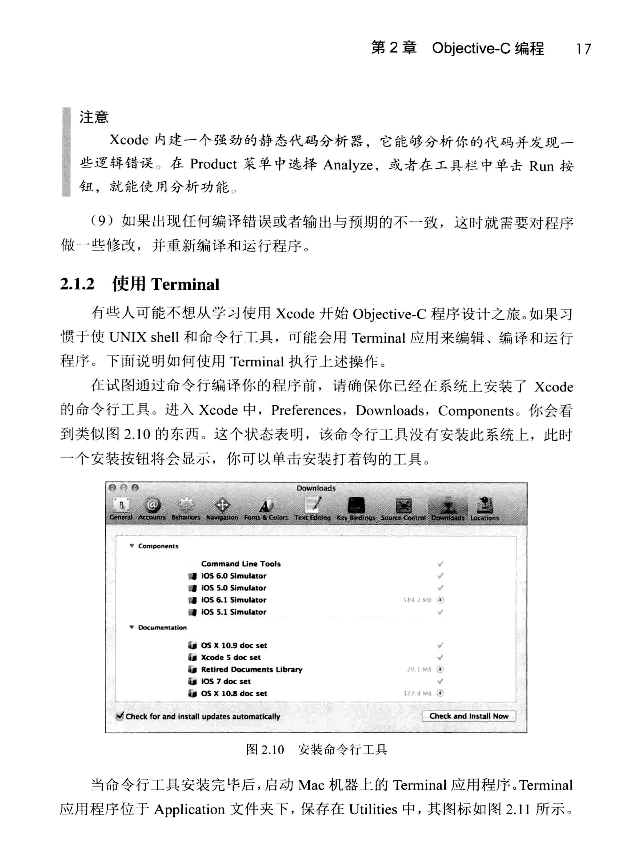 第 2 章 Objective-C 编程 17
注意
Xcode 内建一个强劲的静态代码分析器，它能够分析你的代码并发现一
些逻辑错误。在 Product 菜单中选择 Analyze，或者在工具栏中单击 Run 按
钮，就能使用分析功能。
（9）如果出现任何编译错误或者输出与预期的不一致，这时就需要对程序
做一些修改，并重新编译和运行程序。
2.1.2 使用 Terminal
有些人可能不想从学习使用 Xcode 开始 Objective-C 程序设计之旅。如果习
惯于使 UNIX shell 和命令行工具，可能会用 Terminal 应用来编辑、编译和运行
程序。下面说明如何使用 Terminal 执行上述操作。
在试图通过命令行编译你的程序前，请确保你已经在系统上安装了 Xcode
的命令行工具。进入 Xcode 中，Preferences，Downloads，Components。你会看
到类似图 2.10 的东西。这个状态表明，该命令行工具没有安装此系统上，此时
一个安装按钮将会显示，你可以单击安装打着钩的工具。
Downloads
General Accounts Behaviors Navigation Fonts & Colors Text Editing Key Bindings Source Control Downloads Locations
Components
Command Line Tools
iOS 6.0 Simulator
iOS 5.0 Simulator
iOS 6.1 Simulator
iOS 5.1 Simulator
Documentation
OS X 10.9 doc set
Xcode 5 doc set
Retired Documents Library
iOS 7 doc set
OS X 10.8 doc set
Check for and install updates automatically Check and Install Now
图 2.10 安装命令行工具
当命令行工具安装完毕后，启动 Mac 机器上的 Terminal 应用程序。Terminal
应用程序位于 Application 文件夹下，保存在 Utilities 中，其图标如图 2.11 所示。